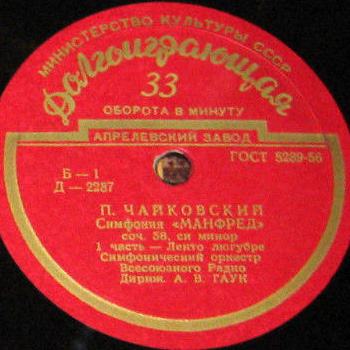 МИНИСТЕРСТВО КУЛЬТУРЫ СССР
Долгоиграющая
33
ОБОРОТА В МИНУТУ
АПРЕЛЕВСКИЙ ЗАВОД
ГОСТ 5289-56
Б — 1
Д — 2287
П. ЧАЙКОВСКИЙ
Симфония «МАНФРЕД»
соч. 58, си минор
1 часть — Ленто люгубре
Симфонический оркестр
Всесоюзного Радио
Дириж. А. В. ГАУК